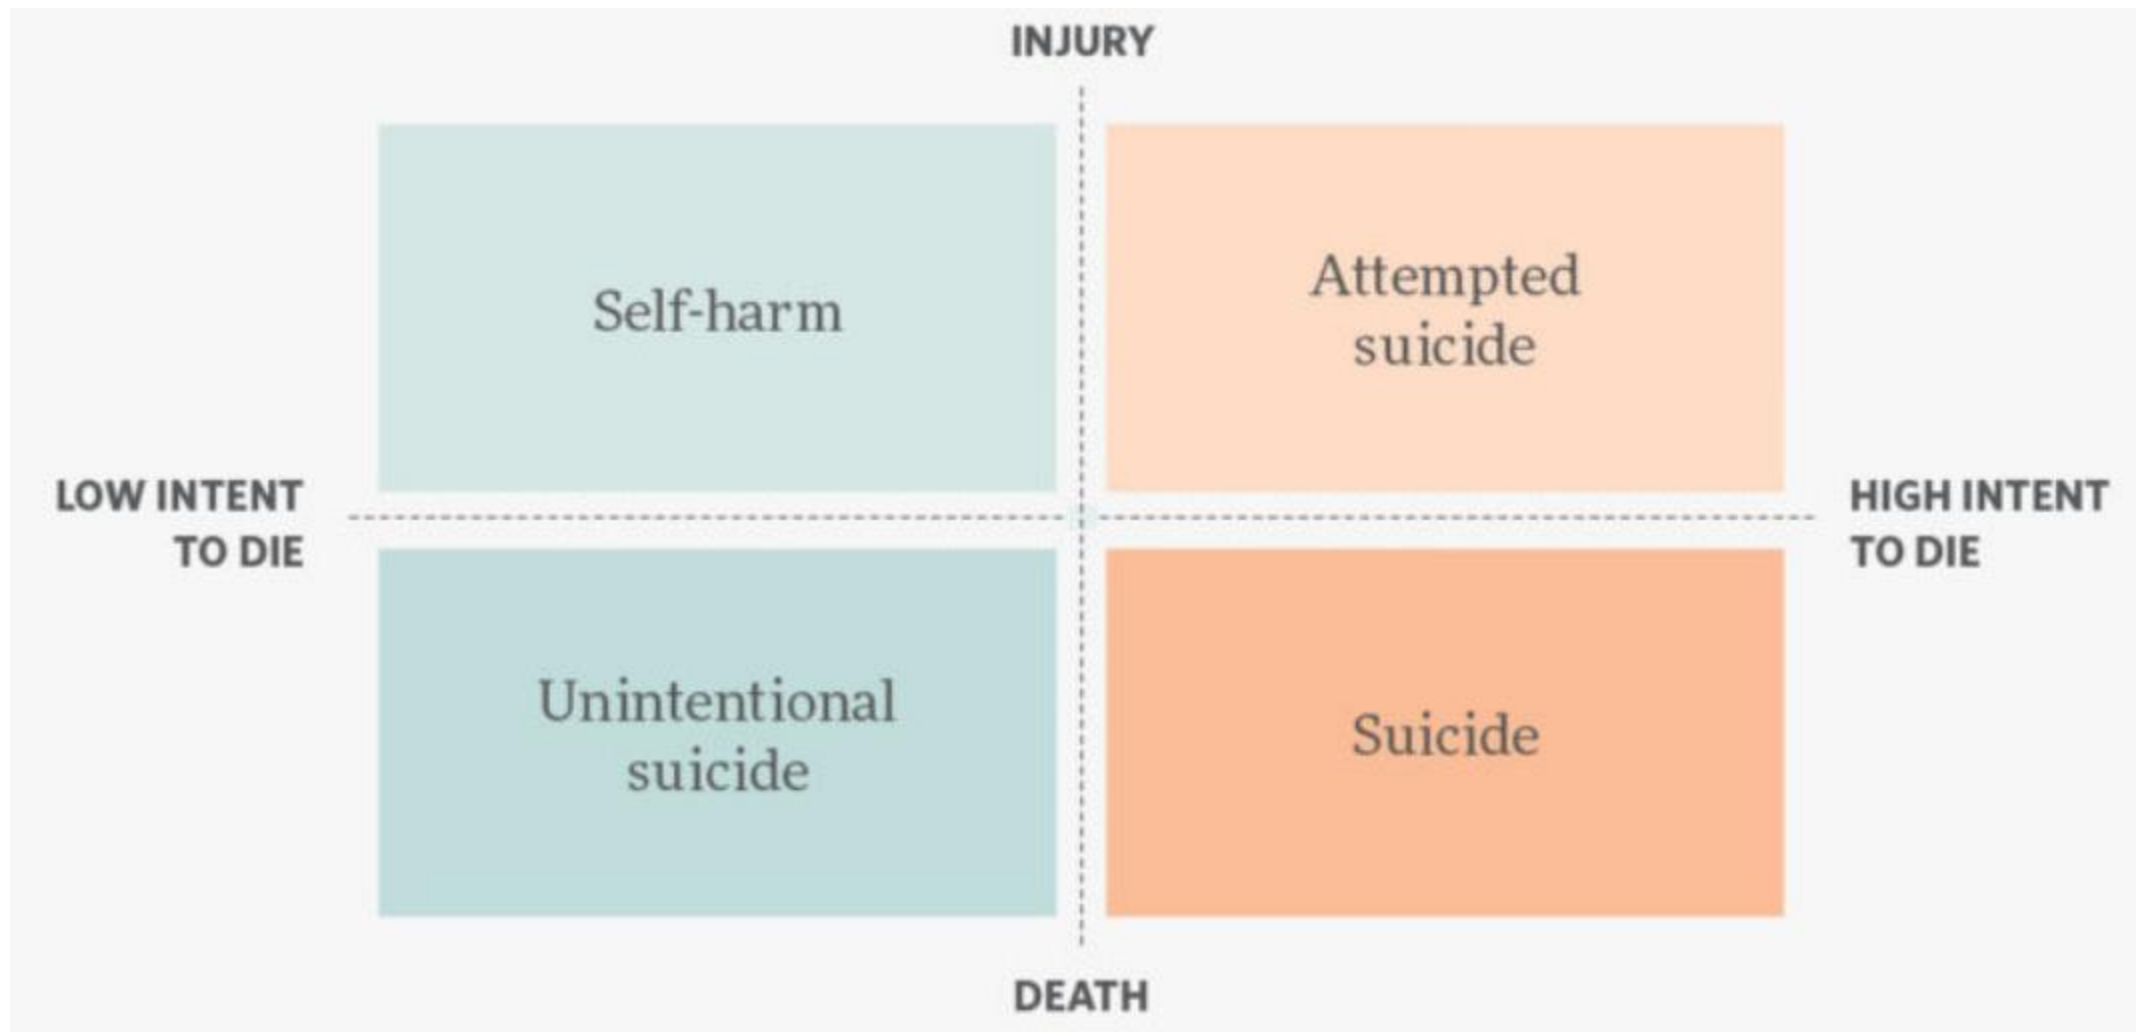 INJURY
Self-harm
Attempted
suicide
LOW INTENT
TO DIE
HIGH INTENT
TO DIE
Unintentional
suicide
Suicide
DEATH